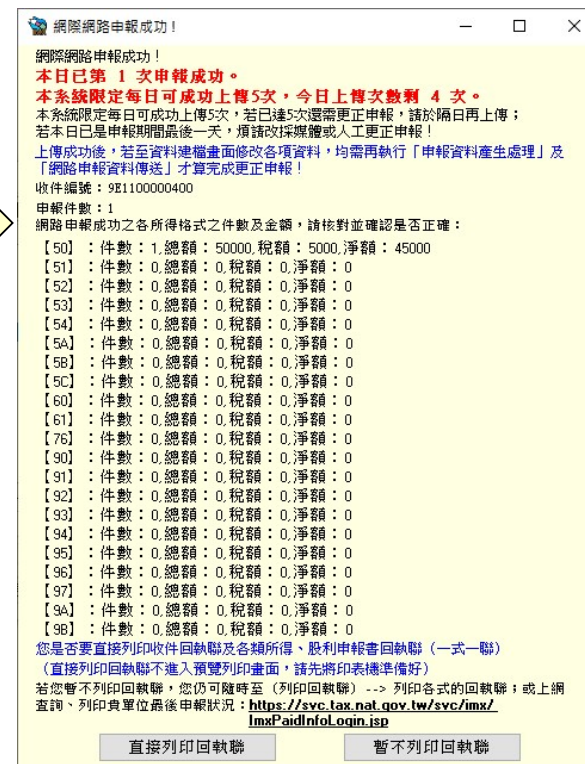 網際網路申報成功！
網際網路申報成功！
本日已第 1 次申報成功。
本系統限定每日可成功上傳5次，今日上傳次數剩 4 次。
本系統限定每日可成功上傳5次，若已達5次還需更正申報，請於隔日再上傳；
若本日已是申報期間最後一天，煩請改採媒體或人工更正申報！
上傳成功後，若至資料建檔畫面修改各項資料，均需再執行「申報資料產生處理」及
「網路申報資料傳送」才算完成更正申報！
收件編號：9E1100000400
申報件數：1
網路申報成功之各所得格式之件數及金額，請核對並確認是否正確：
【50】：件數：1,總額：50000,稅額：5000,淨額：45000
【51】：件數：0,總額：0,稅額：0,淨額：0
【52】：件數：0,總額：0,稅額：0,淨額：0
【53】：件數：0,總額：0,稅額：0,淨額：0
【54】：件數：0,總額：0,稅額：0,淨額：0
【5A】：件數：0,總額：0,稅額：0,淨額：0
【5B】：件數：0,總額：0,稅額：0,淨額：0
【5C】：件數：0,總額：0,稅額：0,淨額：0
【60】：件數：0,總額：0,稅額：0,淨額：0
【61】：件數：0,總額：0,稅額：0,淨額：0
【76】：件數：0,總額：0,稅額：0,淨額：0
【90】：件數：0,總額：0,稅額：0,淨額：0
【91】：件數：0,總額：0,稅額：0,淨額：0
【92】：件數：0,總額：0,稅額：0,淨額：0
【93】：件數：0,總額：0,稅額：0,淨額：0
【94】：件數：0,總額：0,稅額：0,淨額：0
【95】：件數：0,總額：0,稅額：0,淨額：0
【96】：件數：0,總額：0,稅額：0,淨額：0
【97】：件數：0,總額：0,稅額：0,淨額：0
【9A】：件數：0,總額：0,稅額：0,淨額：0
【9B】：件數：0,總額：0,稅額：0,淨額：0
您是否要直接列印收件回執聯及各類所得、股利申報書回執聯（一式一聯）
（直接列印回執聯不進入預覽列印畫面，請先將印表機準備好）
若您暫不列印回執聯，您仍可隨時至（列印回執聯）--> 列印各式的回執聯；或上網
查詢、列印貴單位最後申報狀況：https://svc.tax.nat.gov.tw/svc/imx/
ImxPaidInfoLogin.jsp
直接列印回執聯
暫不列印回執聯